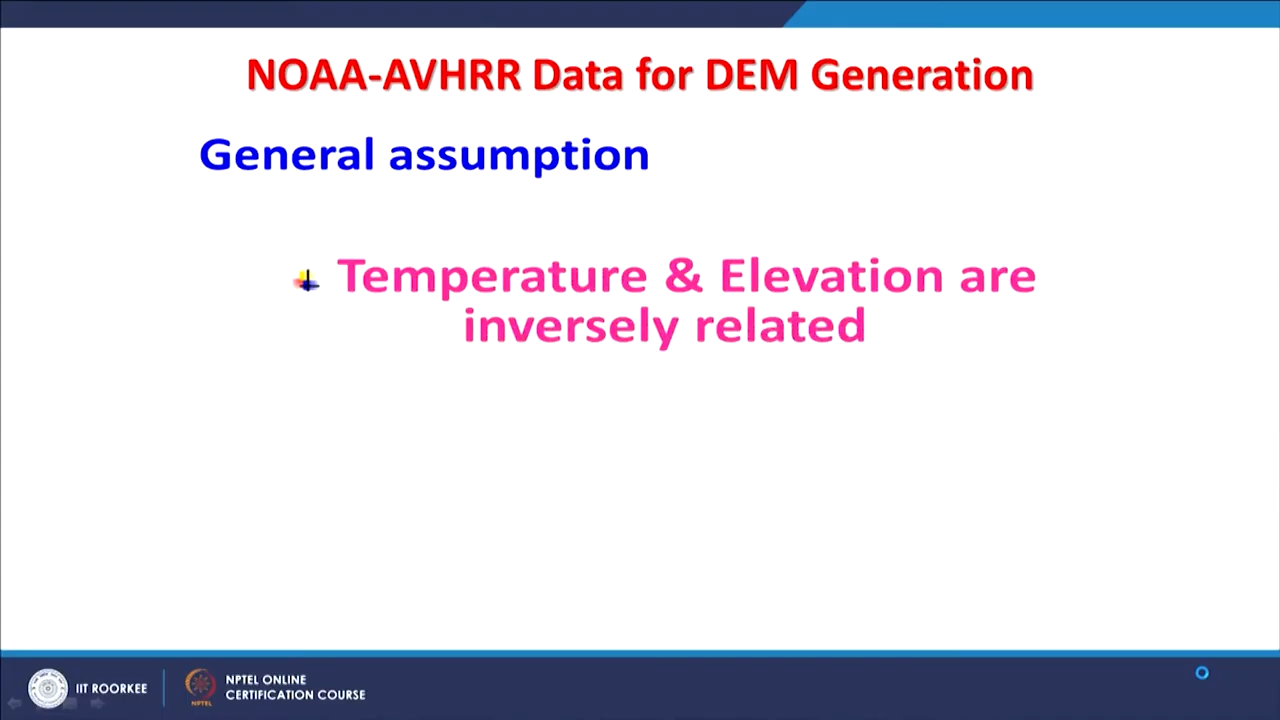 NOAA-AVHRR Data for DEM Generation
General assumption
Temperature & Elevation are
inversely related
IIT ROORKEE
NPTEL
NPTEL ONLINE
CERTIFICATION COURSE